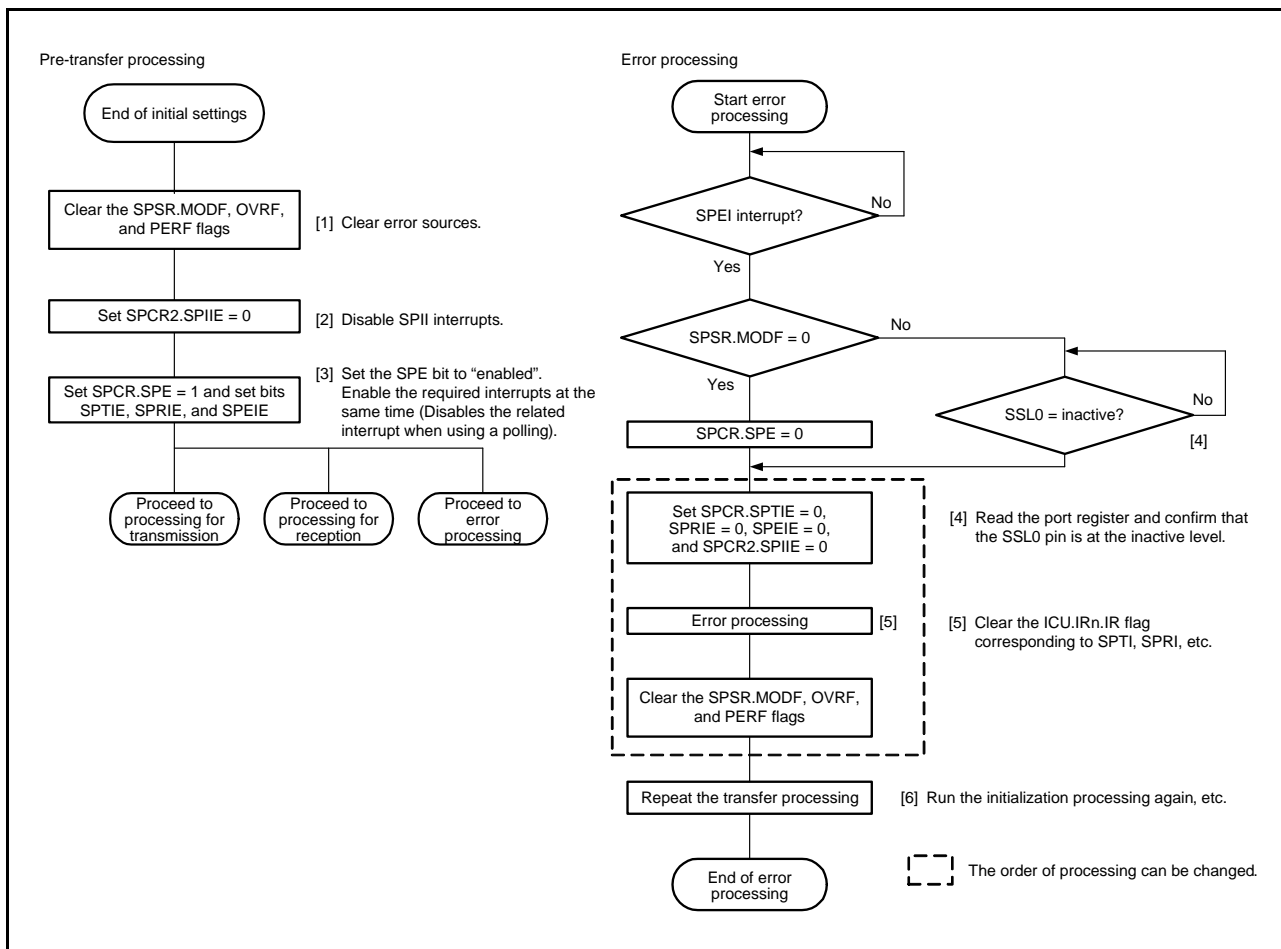 Pre-transfer processing
End of initial settings
Clear the SPSR.MODF, OVRF,
and PERF flags
[1] Clear error sources.
Set SPCR2.SPIIE = 0
[2] Disable SPII interrupts.
Set SPCR.SPE = 1 and set bits
SPTIE, SPRIE, and SPEIE
[3] Set the SPE bit to “enabled”.
Enable the required interrupts at the
same time (Disables the related
interrupt when using a polling).
Proceed to
processing for
transmission
Proceed to
processing for
reception
Proceed to
error
processing
Error processing
Start error
processing
SPEI interrupt?
No
Yes
SPSR.MODF = 0
No
Yes
SSL0 = inactive?
No
[4]
SPCR.SPE = 0
Set SPCR.SPTIE = 0,
SPRIE = 0, SPEIE = 0,
and SPCR2.SPIIE = 0
[4] Read the port register and confirm that
the SSL0 pin is at the inactive level.
Error processing
[5]
[5] Clear the ICU.IRn.IR flag
corresponding to SPTI, SPRI, etc.
Clear the SPSR.MODF, OVRF,
and PERF flags
Repeat the transfer processing
[6] Run the initialization processing again, etc.
End of error
processing
The order of processing can be changed.